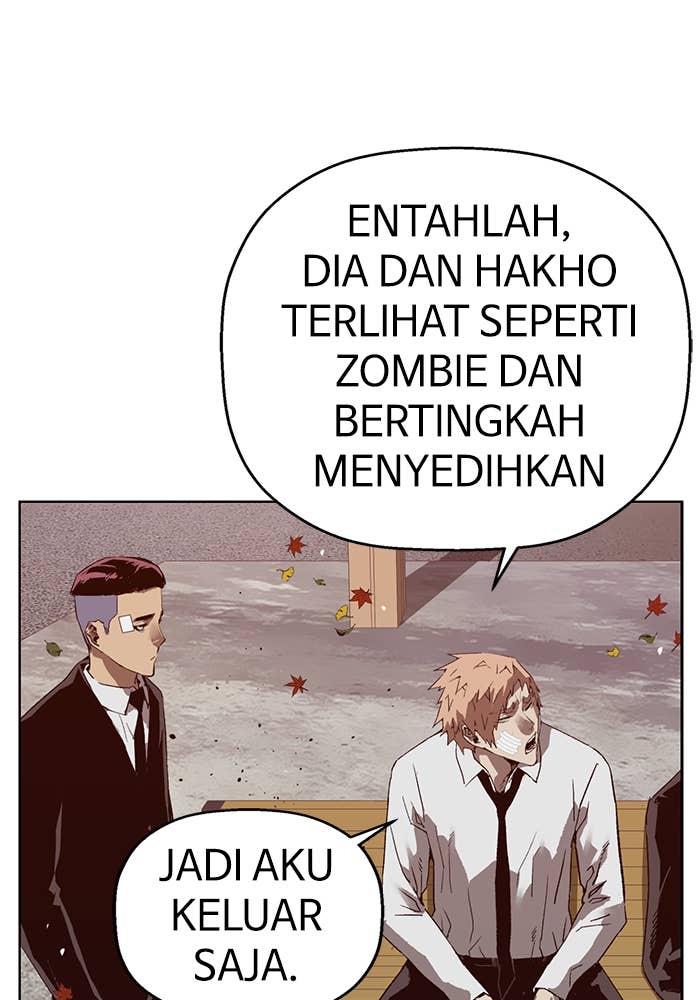 ENTAHLAH,
DIA DAN HAKHO
TERLIHAT SEPERTI
ZOMBIE DAN
BERTINGKAH
MENYEDIHKAN
JADI AKU
KELUAR
SAJA.